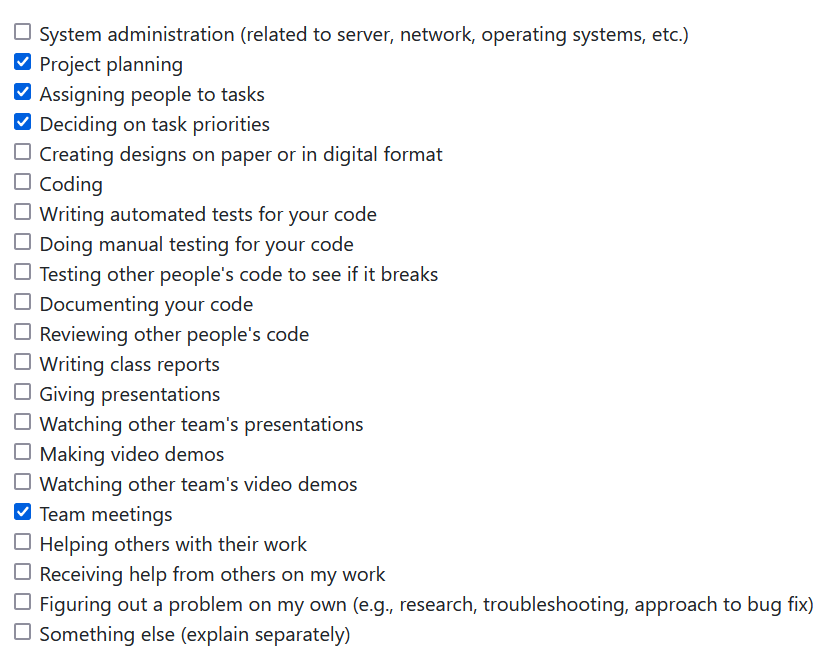 System administration (related to server, network, operating systems, etc.)
Project planning
Assigning people to tasks
Deciding on task priorities
Creating designs on paper or in digital format
Coding
Writing automated tests for your code
Doing manual testing for your code
Testing other people's code to see if it breaks
Documenting your code
Reviewing other people's code
Writing class reports
Giving presentations
Watching other team's presentations
Making video demos
Watching other team's video demos
Team meetings
Helping others with their work
Receiving help from others on my work
Figuring out a problem on my own (e.g., research, troubleshooting, approach to bug fix)
Something else (explain separately)